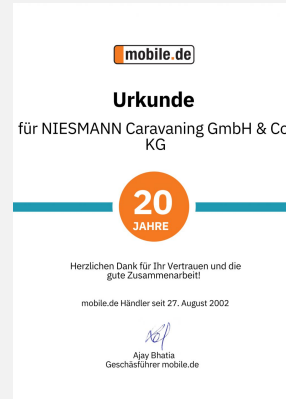 mobile.de
Urkunde
für NIESMANN Caravaning GmbH & Co
KG
20
JAHRE
Herzlichen Dank für Ihr Vertrauen und die
gute Zusammenarbeit!
mobile.de Händler seit 27. August 2002
Ajay Bhatia
Geschäsführer mobile.de